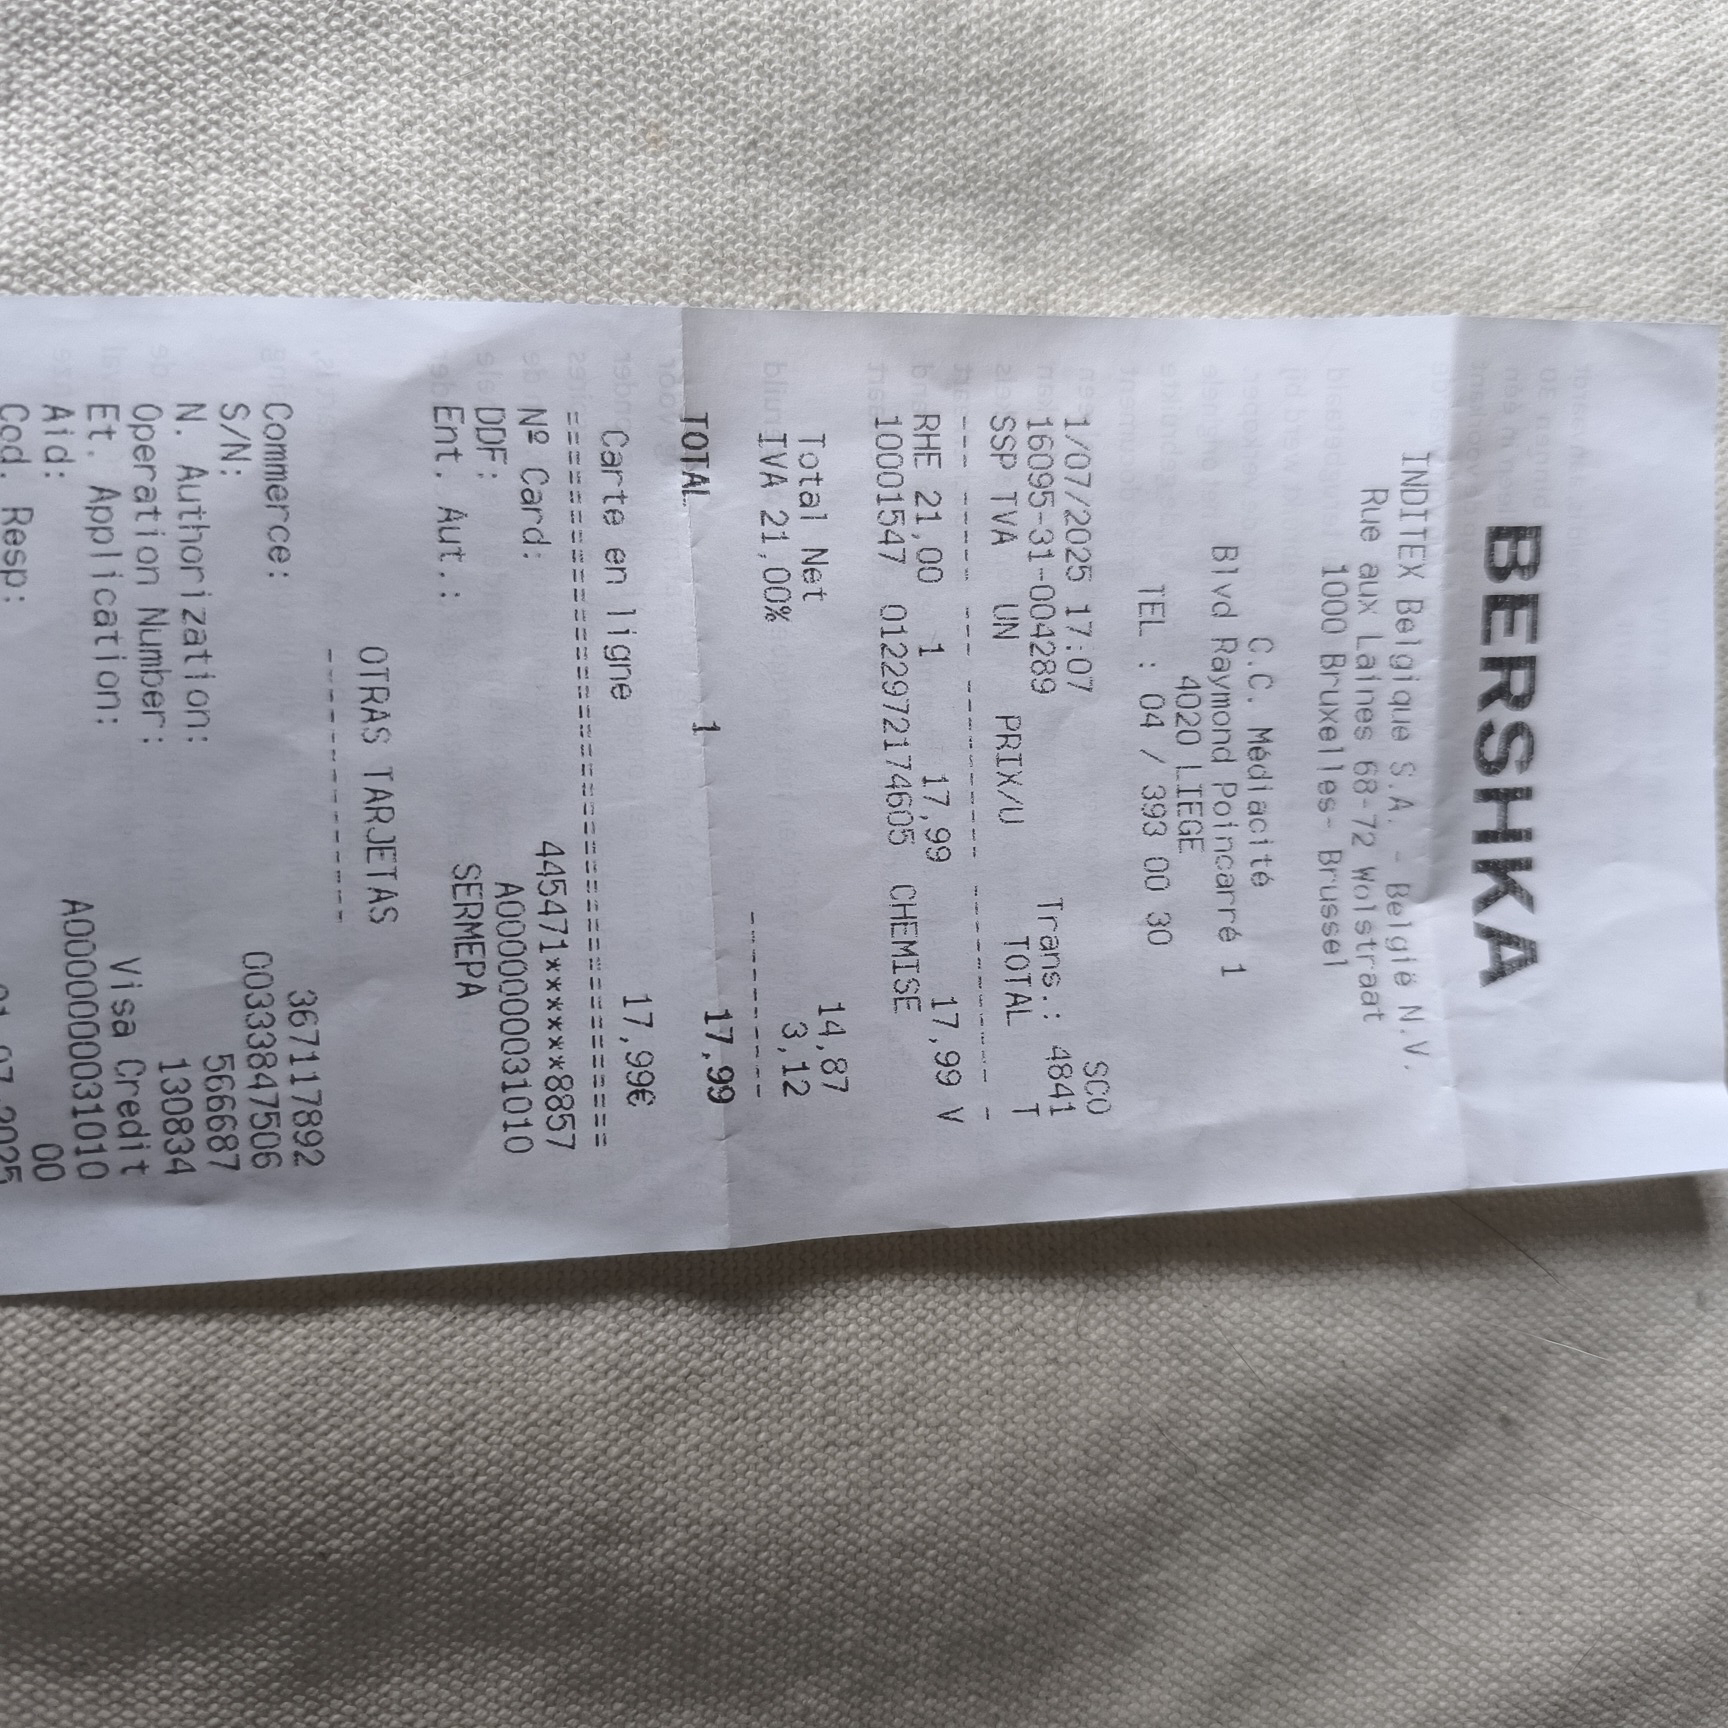 BERSHKA
INDITEX Belgique S.A. - België N.V.
Rue aux Laines 68-72 Wolstraat
1000 Bruxelles- Brussel
C.C. Médiacité
Blvd Raymond Poincarré 1
4020 LIEGE
TEL : 04 / 393 00 30
SCO
1/07/2025 17:07
16095-31-004289 Trans.: 4841
SSP TVA UN PRIX/U TOTAL T
--------------------------------
RHE 21,00 1 17,99 17,99 V
10001547 01229721174605 CHEMISE
Total Net 14,87
TVA 21,00% 3,12
----------
TOTAL 1 17,99
Carte en ligne 17,99€
========================================
Nº Card: 445471******8857
DDF: A0000000031010
Ent. Aut.: SERMEPA
OTRAS TARJETAS
--------------
Commerce: 367117892
S/N: 003338475​06
N. Authorization: 566687
Operation Number: 130834
Et. Application: Visa Credit
Aid: A0000000031010
Cod. Resp: 00